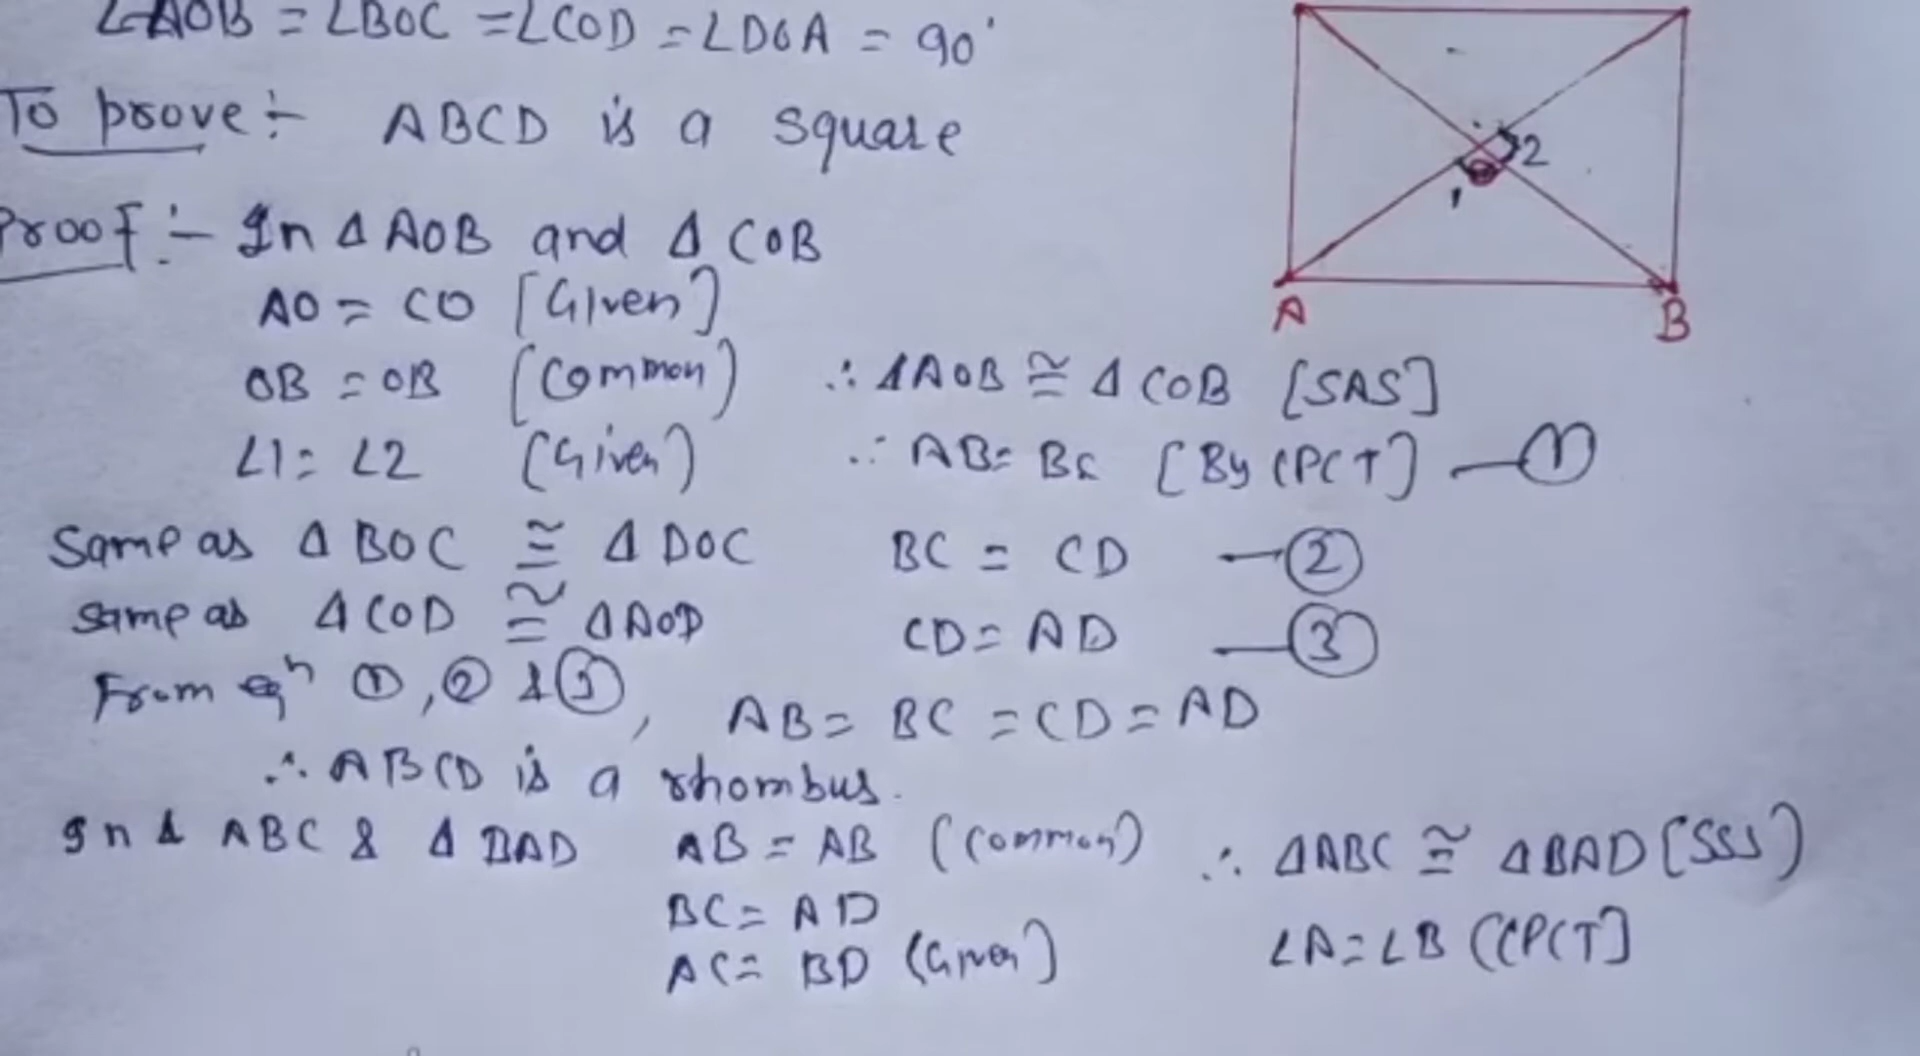 ∠AOB = ∠BOC = ∠COD = ∠DOA = 90°
To prove :- ABCD is a square
Proof :- In Δ AOB and Δ COB
AO = CO [Given]
OB = OB (Common) ∴ ΔAOB ≅ Δ COB [SAS]
∠1 = ∠2 (Given) ∴ AB = BC [By CPCT] — ①
Same as Δ BOC ≅ Δ DOC BC = CD — ②
Same as Δ COD ≅ Δ AOD CD = AD — ③
From eqn ①, ② & ③, AB = BC = CD = AD
∴ ABCD is a rhombus.
In Δ ABC & Δ BAD AB = AB (Common) ∴ ΔABC ≅ ΔBAD [SSS)
BC = AD
AC = BD (Given) ∠A = ∠B (CPCT]
2
1
A B